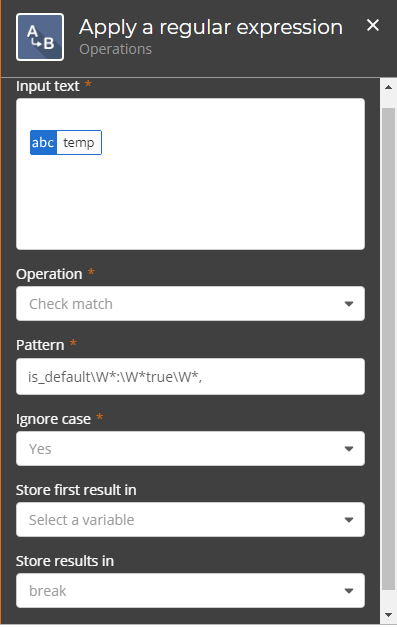 A
B
Apply a regular expression
Operations
Input text *
abc temp
Operation *
Check match
Pattern *
is_default\W*:\W*true\W*,
Ignore case *
Yes
Store first result in
Select a variable
Store results in
break